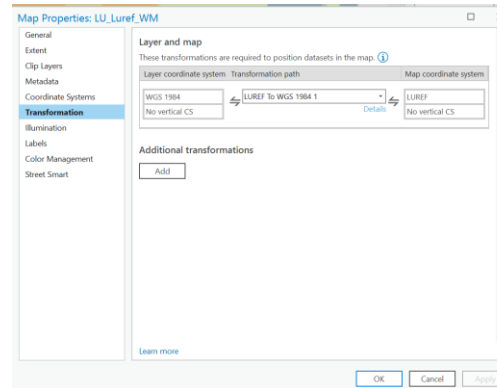 Map Properties: LU_Luref_WM
General
Extent
Clip Layers
Metadata
Coordinate Systems
Transformation
Illumination
Labels
Color Management
Street Smart
Layer and map
These transformations are required to position datasets in the map.
Layer coordinate system Transformation path Map coordinate system
WGS 1984 LUREF To WGS 1984 1 LUREF
No vertical CS Details No vertical CS
Additional transformations
Add
Learn more
OK Cancel Apply